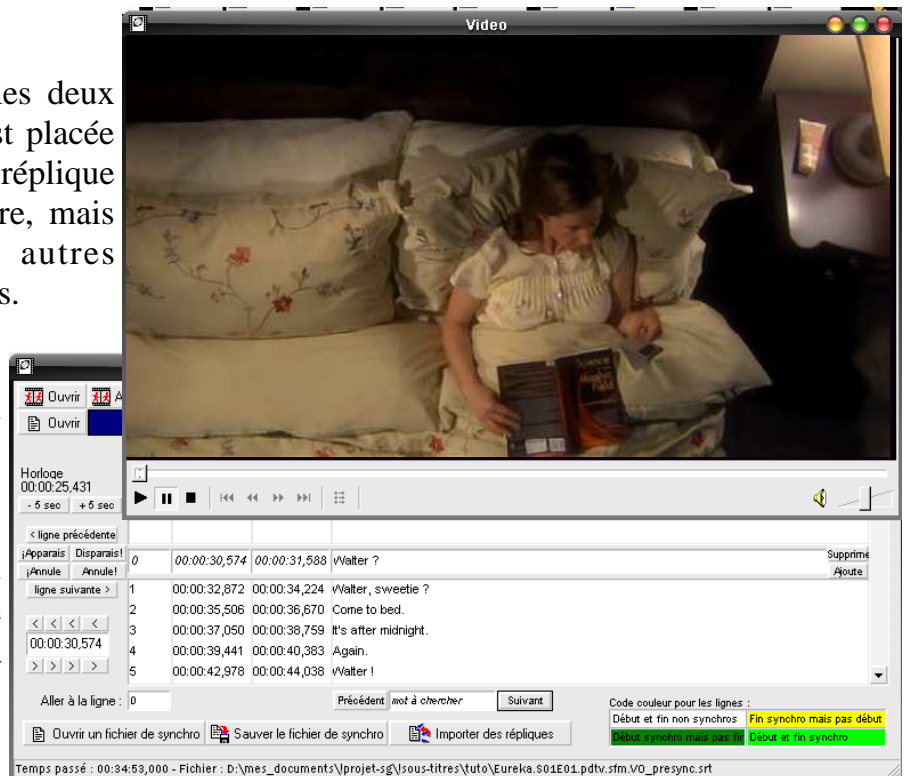 Video
les deux
st placée
réplique
re, mais
autres
s.
Ouvrir
Ouvrir
Horloge
00:00:25,431
- 5 sec + 5 sec
< ligne précédente
¡Apparais Disparais!
¡Annule Annule!
ligne suivante >
< < < <
00:00:30,574
> > > >
0 00:00:30,574 00:00:31,588 Walter ?
Supprime
Ajoute
1 00:00:32,872 00:00:34,224 Walter, sweetie ?
2 00:00:35,506 00:00:36,670 Come to bed.
3 00:00:37,050 00:00:38,759 It's after midnight.
4 00:00:39,441 00:00:40,383 Again.
5 00:00:42,978 00:00:44,038 Walter !
Aller à la ligne : 0
Précédent mot à chercher Suivant
Code couleur pour les lignes :
Début et fin non synchros Fin synchro mais pas début
Début synchro mais pas fin Début et fin synchro
Ouvrir un fichier de synchro Sauver le fichier de synchro Importer des répliques
Temps passé : 00:34:53,000 - Fichier : D:\mes_documents\!projet-sg\!sous-titres\tuto\Eureka.S01E01.pdtv.sfm.VO_presync.srt